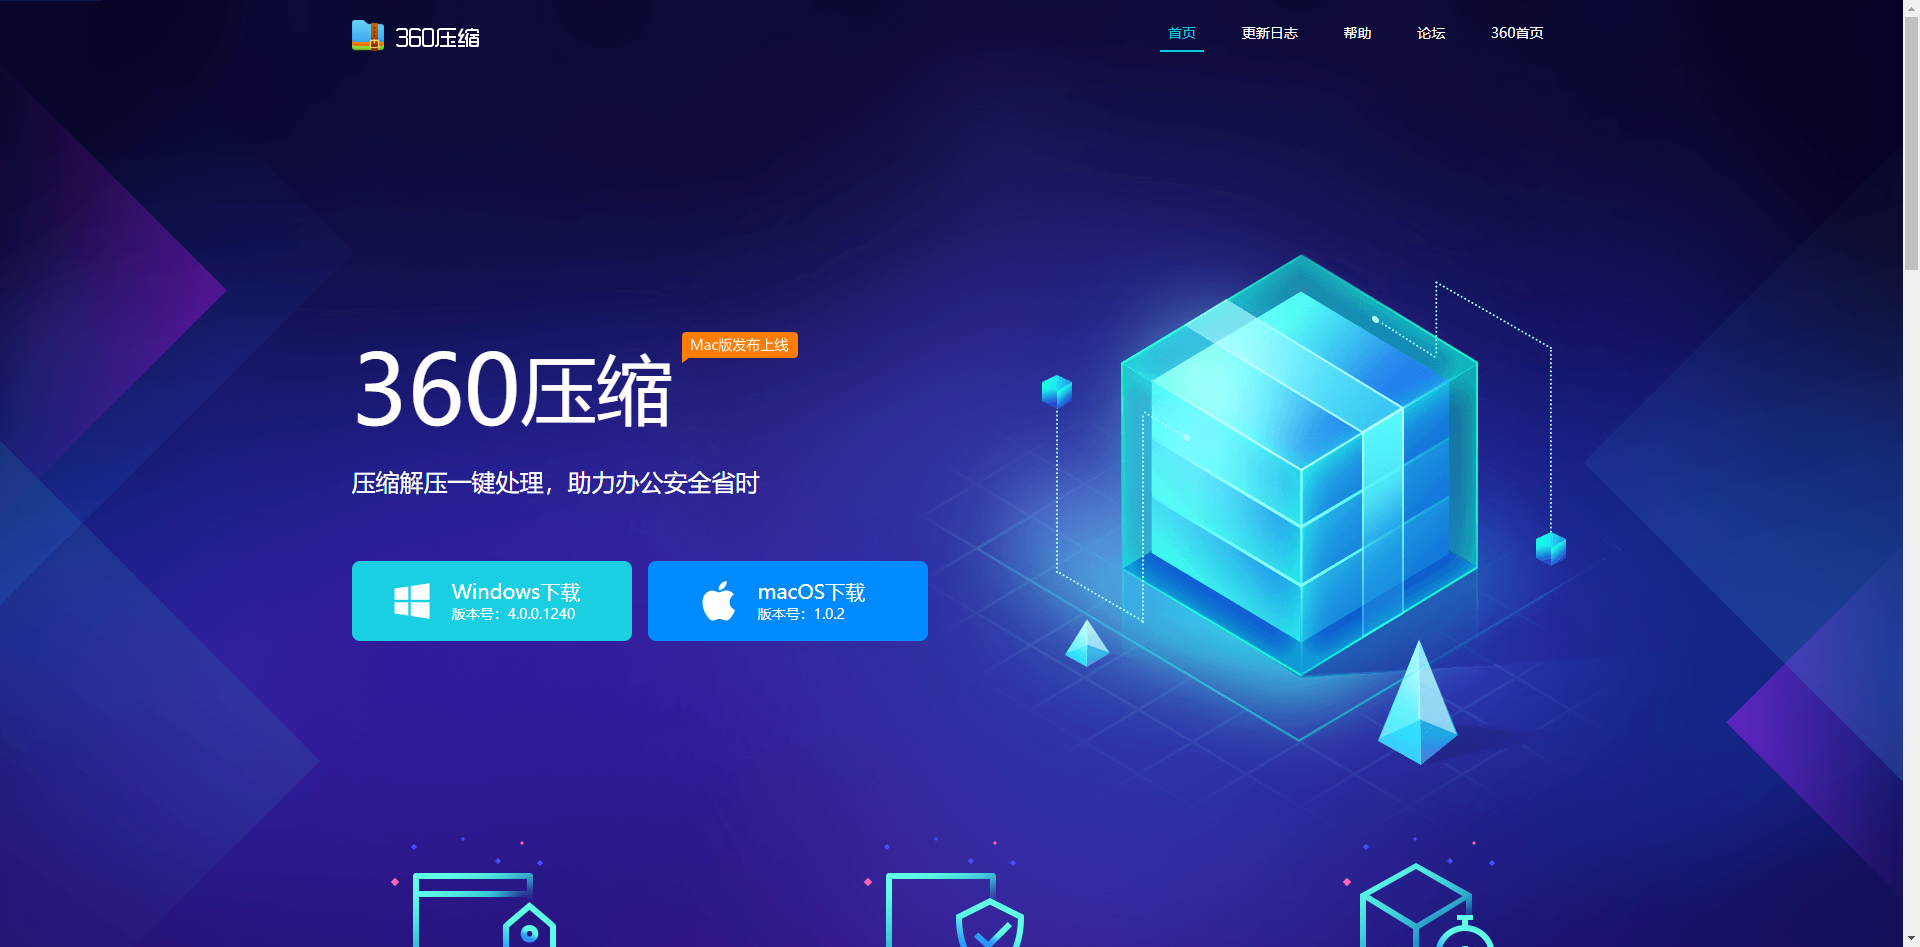 360压缩
首页 更新日志 帮助 论坛 360首页
Mac版发布上线
360压缩
压缩解压一键处理，助力办公安全省时
Windows下载
版本号：4.0.0.1240
macOS下载
版本号：1.0.2